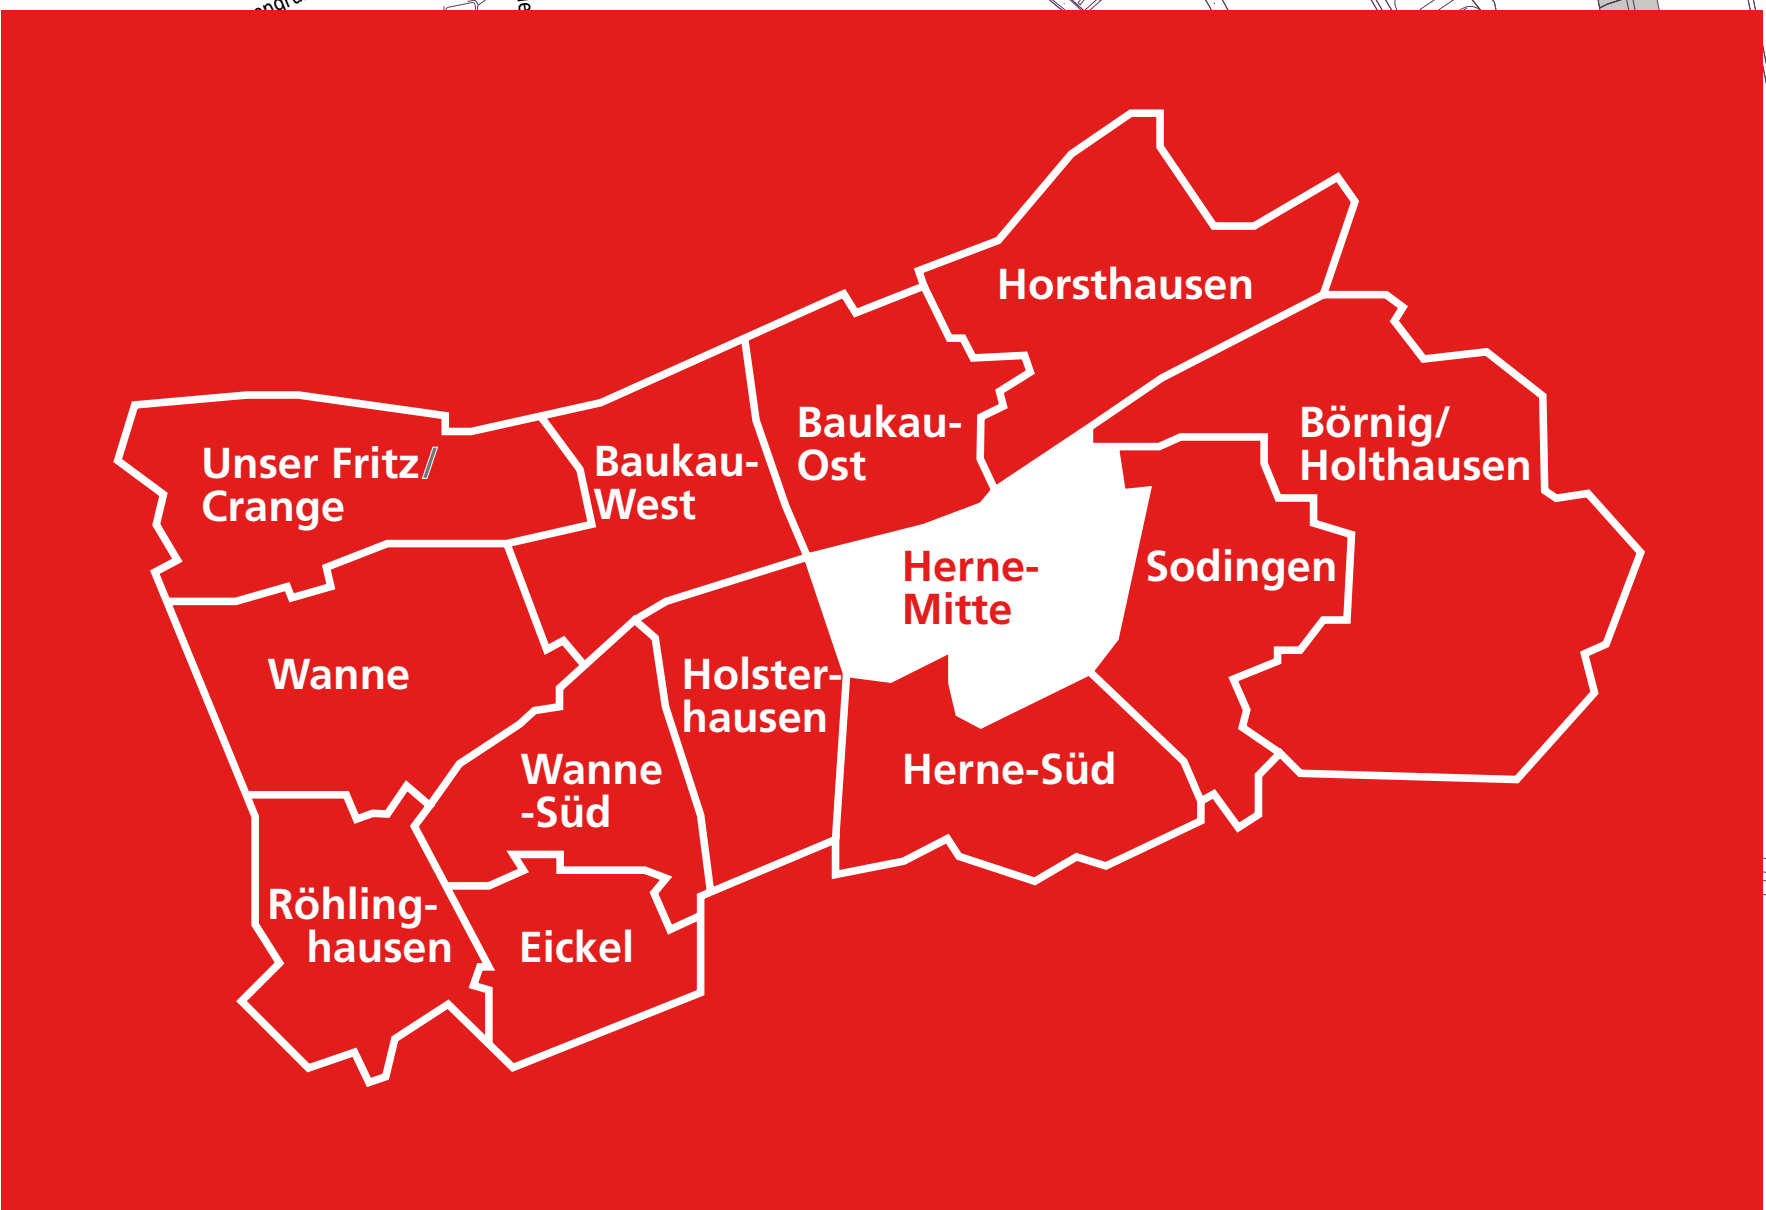 Horsthausen
Baukau-
Ost
Börnig/
Holthausen
Unser Fritz/
Crange
Baukau-
West
Herne-
Mitte
Sodingen
Wanne
Holster-
hausen
Wanne
-Süd
Herne-Süd
Röhling-
hausen
Eickel